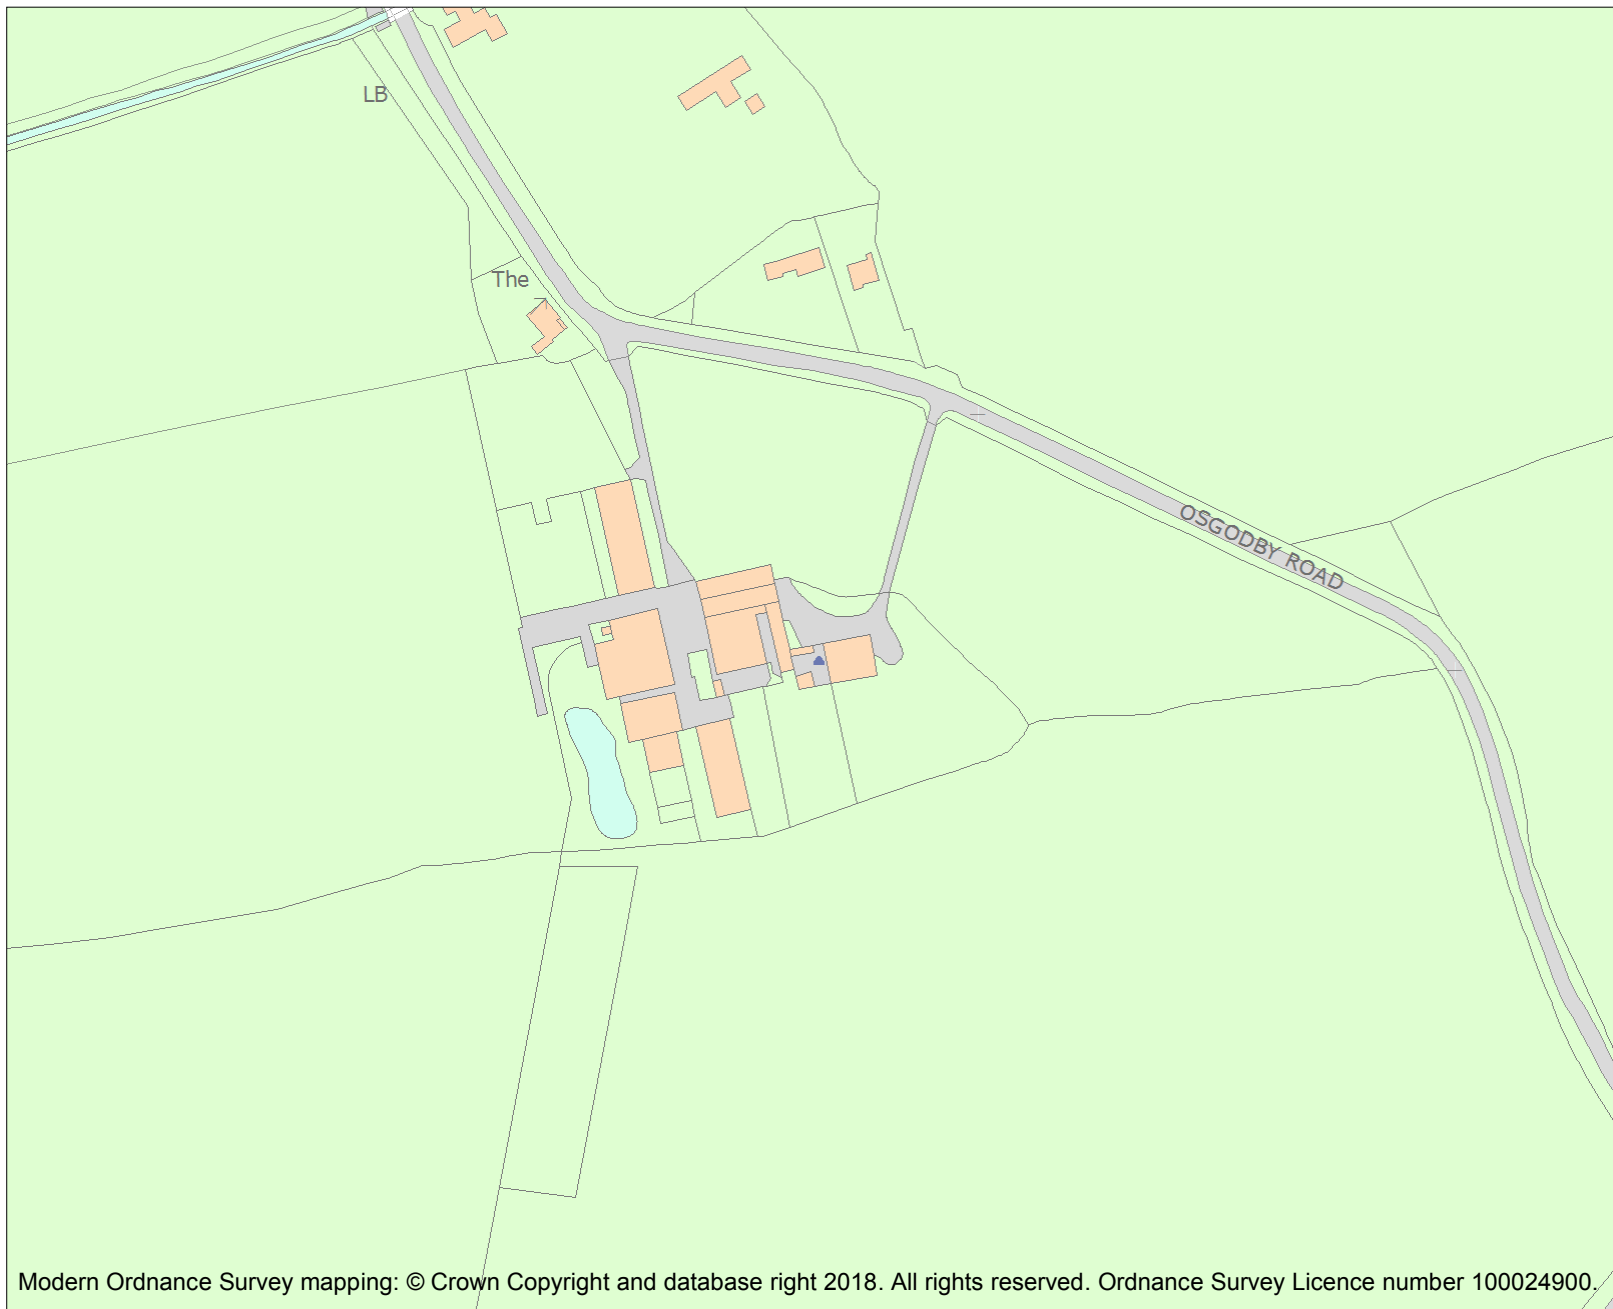 LB
The
OSGODBY ROAD
Modern Ordnance Survey mapping: © Crown Copyright and database right 2018. All rights reserved. Ordnance Survey Licence number 100024900.